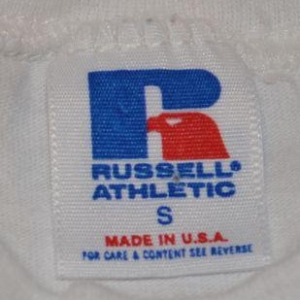 R
RUSSELL®
ATHLETIC
S
MADE IN U.S.A.
FOR CARE & CONTENT SEE REVERSE